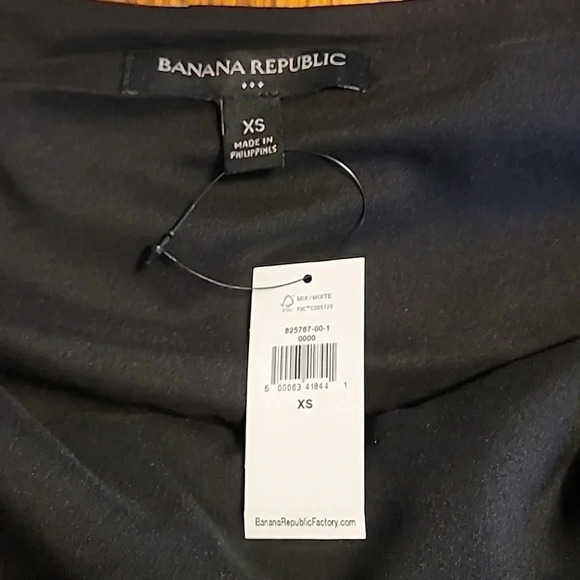 BANANA REPUBLIC
XS
MADE IN
PHILIPPINES
MIX / MIXTE
825787-00-1
0000
5 00063 41844 1
XS
BananaRepublicFactory.com